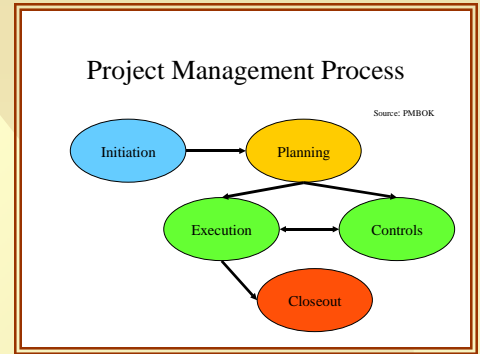 Project Management Process
Source: PMBOK
Initiation
Planning
Execution
Controls
Closeout